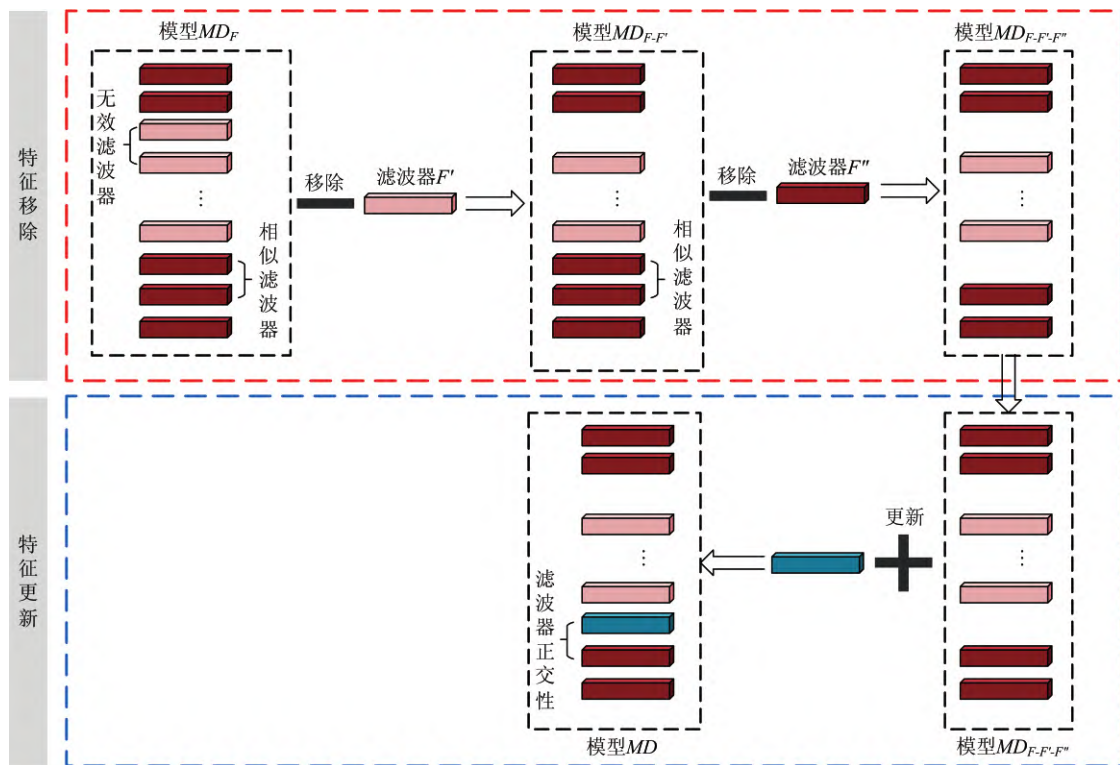 特征移除
模型MD_F
无效滤波器
⋮
相似滤波器
移除
滤波器F′
模型MD_{F-F′}
⋮
相似滤波器
移除
滤波器F″
模型MD_{F-F′-F″}
⋮
特征更新
滤波器正交性
⋮
模型MD
更新
⋮
模型MD_{F-F′-F″}